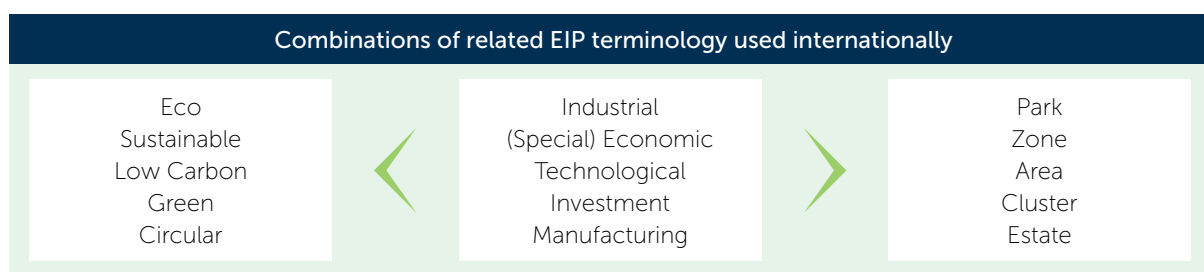 Combinations of related EIP terminology used internationally
Eco
Sustainable
Low Carbon
Green
Circular
Industrial
(Special) Economic
Technological
Investment
Manufacturing
Park
Zone
Area
Cluster
Estate